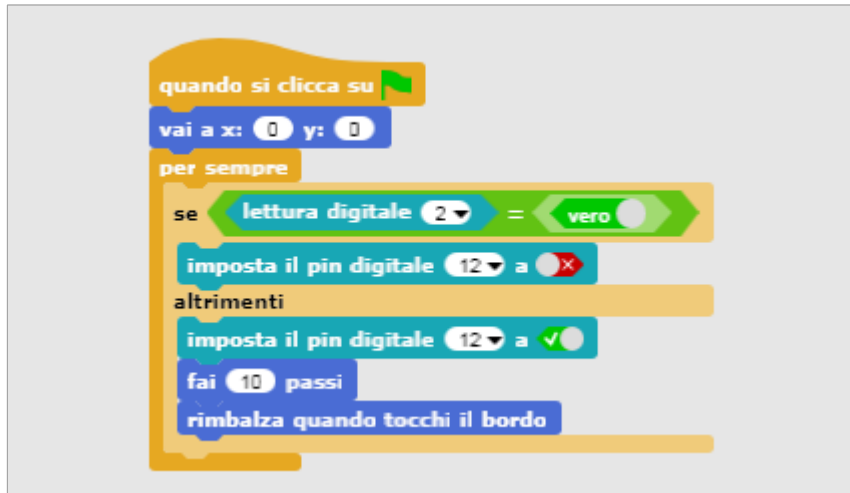 quando si clicca su
vai a x: 0 y: 0
per sempre
se lettura digitale 2 = vero
imposta il pin digitale 12 a
altrimenti
imposta il pin digitale 12 a
fai 10 passi
rimbalza quando tocchi il bordo